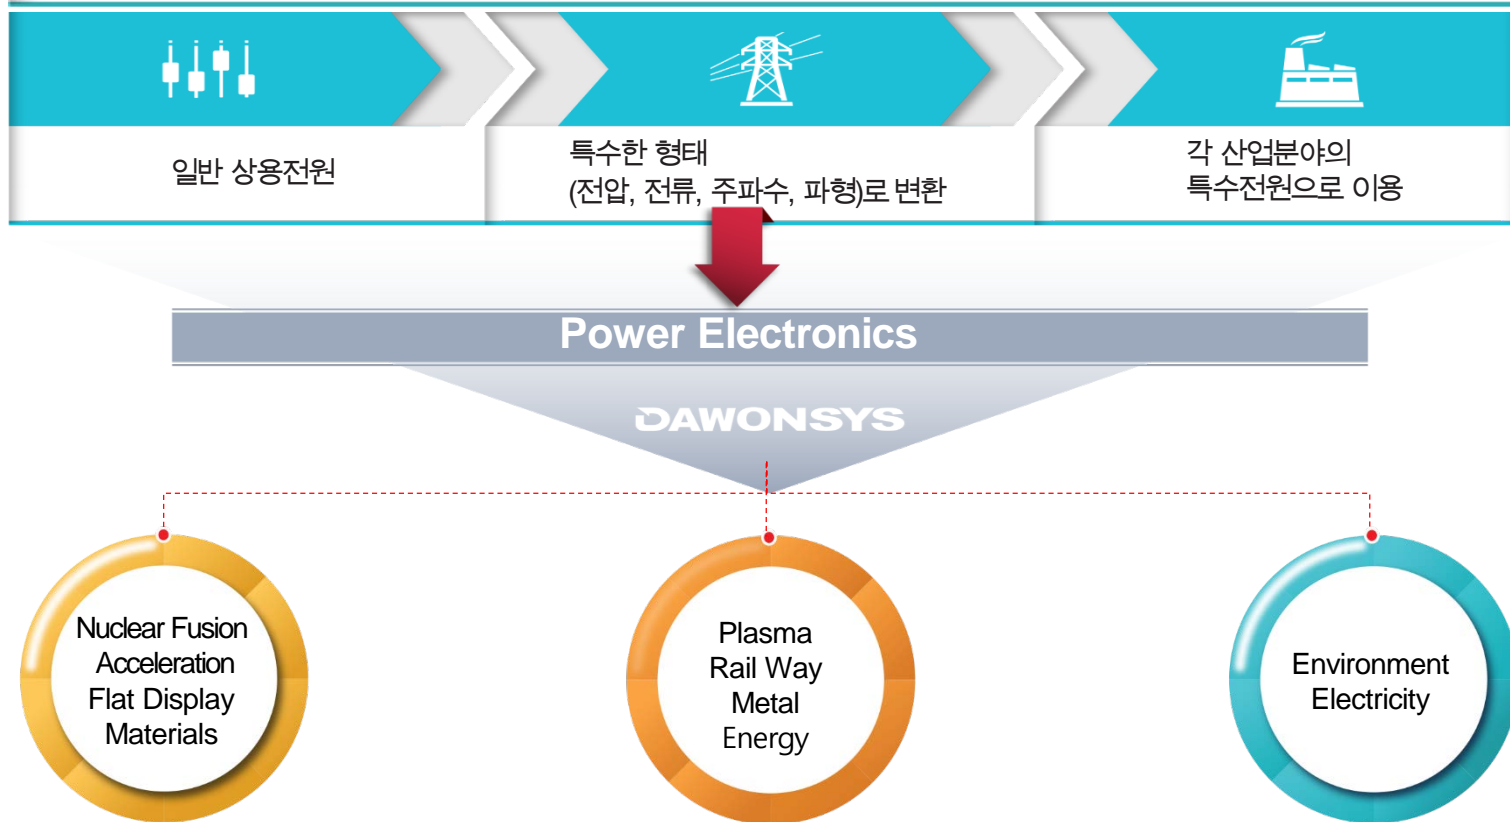 일반 상용전원
특수한 형태
(전압, 전류, 주파수, 파형)로 변환
각 산업분야의
특수전원으로 이용
Power Electronics
DAWONSYS
Nuclear Fusion
Acceleration
Flat Display
Materials
Plasma
Rail Way
Metal
Energy
Environment
Electricity